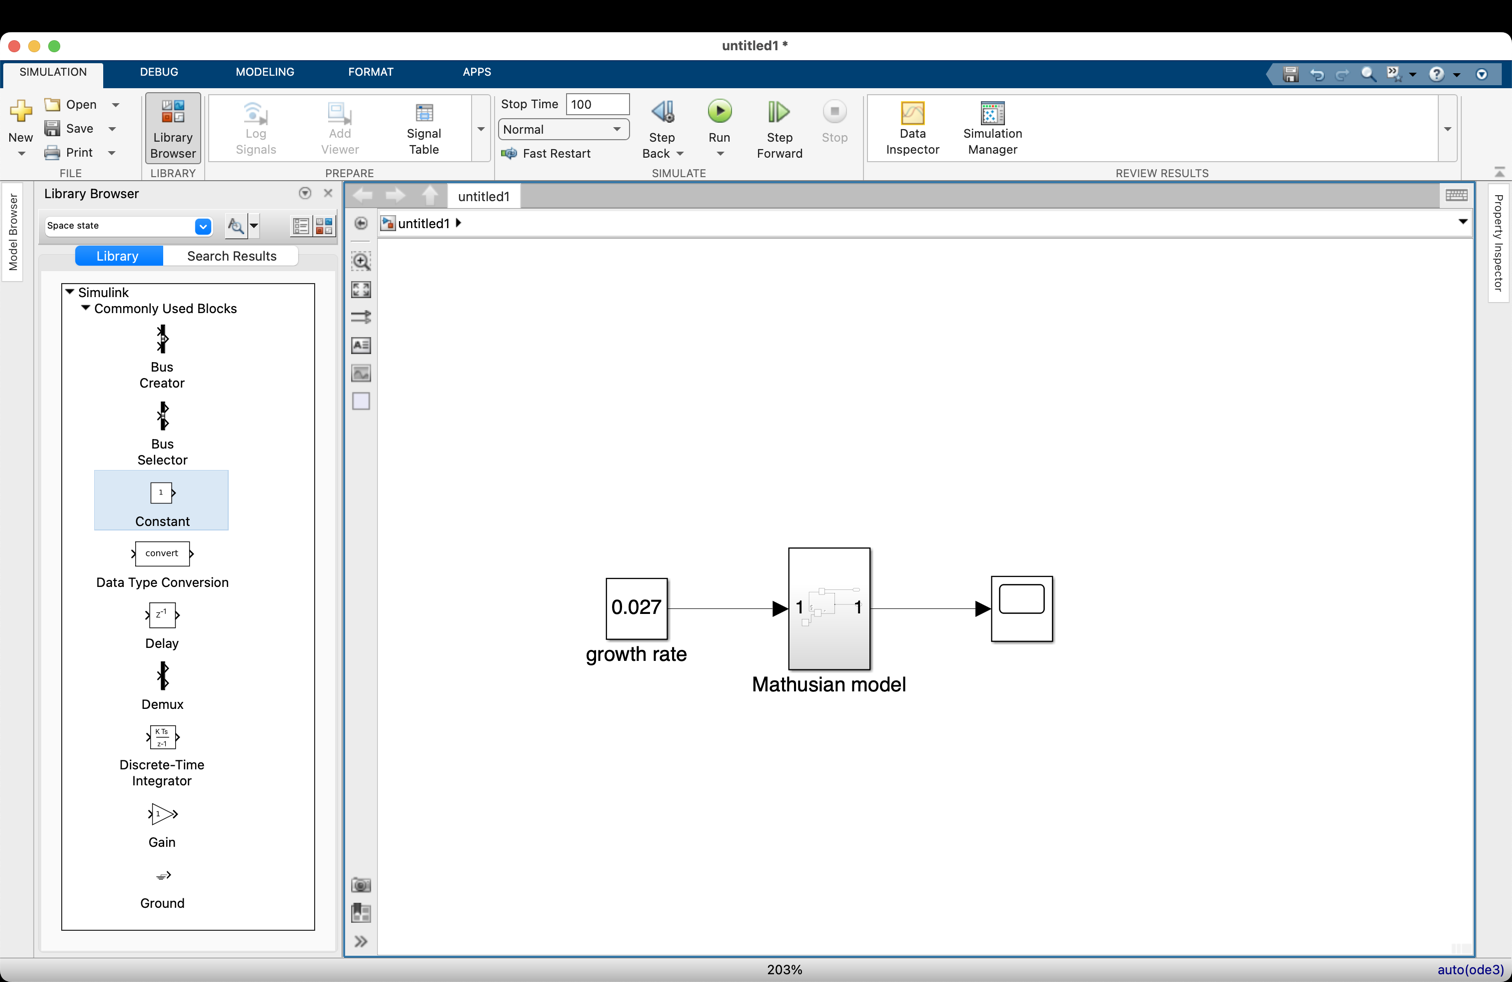 untitled1 *
SIMULATION DEBUG MODELING FORMAT APPS
New
Open
Save
Print
FILE
Library
Browser
LIBRARY
Log
Signals
Add
Viewer
Signal
Table
PREPARE
Stop Time 100
Normal
Fast Restart
Step
Back
Run
Step
Forward
Stop
SIMULATE
Data
Inspector
Simulation
Manager
REVIEW RESULTS
Model Browser
Library Browser
Space state
Library Search Results
Simulink
Commonly Used Blocks
Bus
Creator
Bus
Selector
1
Constant
convert
Data Type Conversion
z-1
Delay
Demux
K Ts
z-1
Discrete-Time
Integrator
1
Gain
Ground
untitled1
untitled1
0.027
growth rate
1 1
Mathusian model
Property Inspector
203%
auto(ode3)